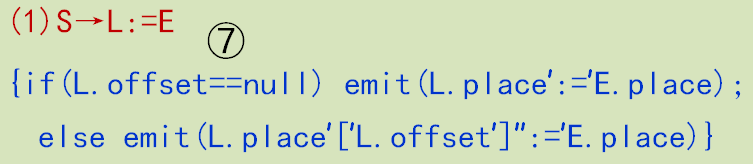 (1)S→L:=E
⑦
{if(L.offset==null) emit(L.place':='E.place);
else emit(L.place'['L.offset']'':='E.place)}